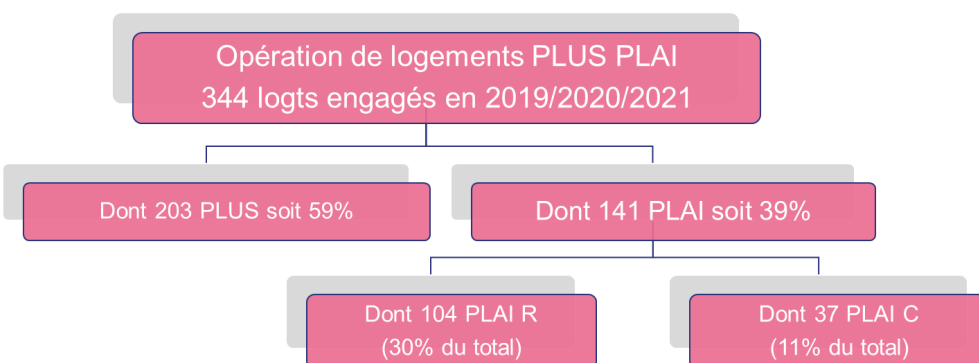 Opération de logements PLUS PLAI
344 logts engagés en 2019/2020/2021
Dont 203 PLUS soit 59%
Dont 141 PLAI soit 39%
Dont 104 PLAI R
(30% du total)
Dont 37 PLAI C
(11% du total)